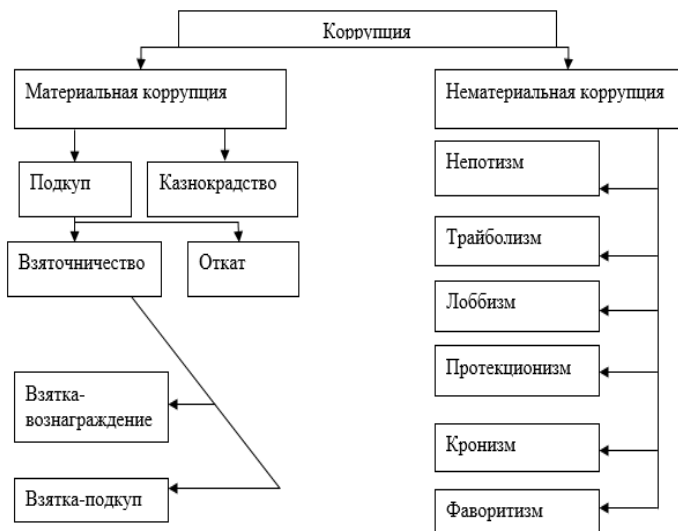 Коррупция
Материальная коррупция
Нематериальная коррупция
Подкуп
Казнокрадство
Взяточничество
Откат
Взятка-
вознаграждение
Взятка-подкуп
Непотизм
Трайболизм
Лоббизм
Протекционизм
Кронизм
Фаворитизм